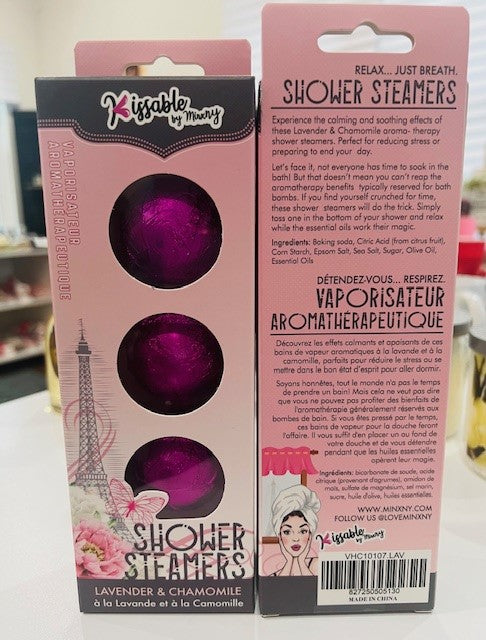 Kissable
by Minxny
VAPORISATEUR
AROMATHÉRAPEUTIQUE
SHOWER
STEAMERS
LAVENDER & CHAMOMILE
à la Lavande et à la Camomille
RELAX... JUST BREATH.
SHOWER STEAMERS
Experience the calming and soothing effects of
these Lavender & Chamomile aroma- therapy
shower steamers. Perfect for reducing stress or
preparing to end your day.
Let's face it, not everyone has time to soak in the
bath! But that doesn't mean you can't reap the
aromatherapy benefits typically reserved for bath
bombs. If you find yourself crunched for time,
these shower steamers will do the trick. Simply
toss one in the bottom of your shower and relax
while the essential oils work their magic.
Ingredients: Baking soda, Citric Acid (from citrus fruit),
Corn Starch, Epsom Salt, Sea Salt, Sugar, Olive Oil,
Essential Oils
DÉTENDEZ-VOUS... RESPIREZ.
VAPORISATEUR
AROMATHÉRAPEUTIQUE
Découvrez les effets calmants et apaisants de ces
bains de vapeur aromatiques à la lavande et à la
camomille, parfaits pour réduire le stress ou se
mettre dans le bon état d'esprit pour aller dormir.
Soyons honnêtes, tout le monde n'a pas le temps
de prendre un bain! Mais cela ne veut pas dire
que vous ne pouvez pas profiter des bienfaits de
l'aromathérapie généralement réservés aux
bombes de bain. Si vous êtes pressé par le temps,
ces bains de vapeur pour la douche feront
l'affaire. Il vous suffit d'en placer un au fond de
votre douche et de vous détendre
pendant que les huiles essentielles
opèrent leur magie.
Ingrédients: bicarbonate de soude, acide
citrique (provenant d'agrumes), amidon de
maïs, sulfate de magnésium, sel marin,
sucre, huile d'olive, huiles essentielles.
WWW.MINXNY.COM
FOLLOW US @LOVEMINXNY
Kissable
by Minxny
VHC10107.LAV
827250505130
MADE IN CHINA